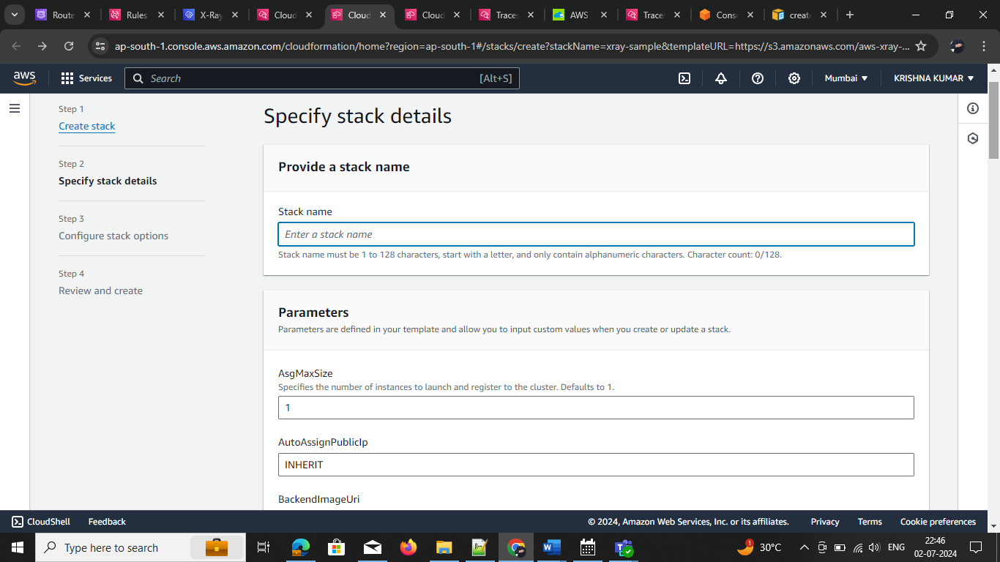 Route
Rules
X-Ray
Cloud
Cloud
Cloud
Traces
AWS
Traces
Conso
create
ap-south-1.console.aws.amazon.com/cloudformation/home?region=ap-south-1#/stacks/create?stackName=xray-sample&templateURL=https://s3.amazonaws.com/aws-xray-...
aws
Services
Search
[Alt+S]
Mumbai
KRISHNA KUMAR
Step 1
Create stack
Step 2
Specify stack details
Step 3
Configure stack options
Step 4
Review and create
Specify stack details
Provide a stack name
Stack name
Enter a stack name
Stack name must be 1 to 128 characters, start with a letter, and only contain alphanumeric characters. Character count: 0/128.
Parameters
Parameters are defined in your template and allow you to input custom values when you create or update a stack.
AsgMaxSize
Specifies the number of instances to launch and register to the cluster. Defaults to 1.
1
AutoAssignPublicIp
INHERIT
BackendImageUri
CloudShell
Feedback
© 2024, Amazon Web Services, Inc. or its affiliates.
Privacy
Terms
Cookie preferences
Type here to search
1
30°C
ENG
22:46
02-07-2024